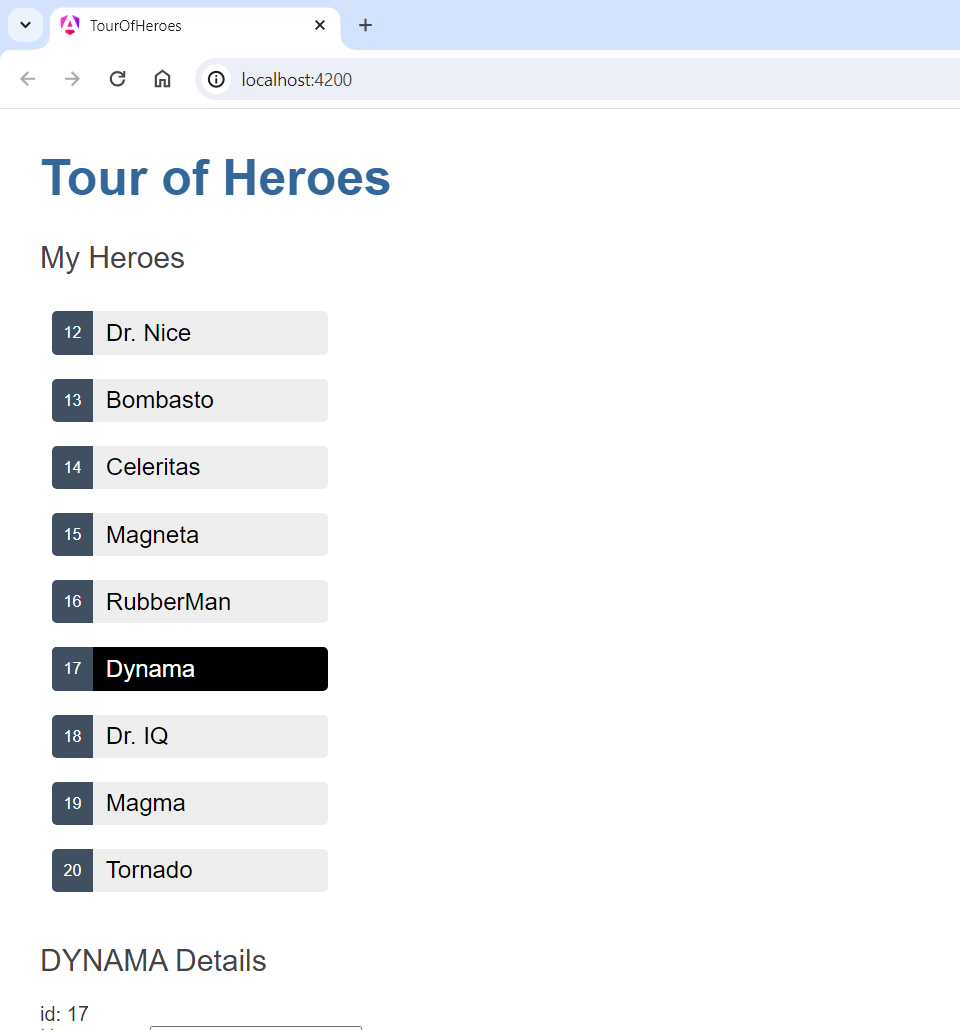 TourOfHeroes
localhost:4200
Tour of Heroes
My Heroes
12 Dr. Nice
13 Bombasto
14 Celeritas
15 Magneta
16 RubberMan
17 Dynama
18 Dr. IQ
19 Magma
20 Tornado
DYNAMA Details
id: 17